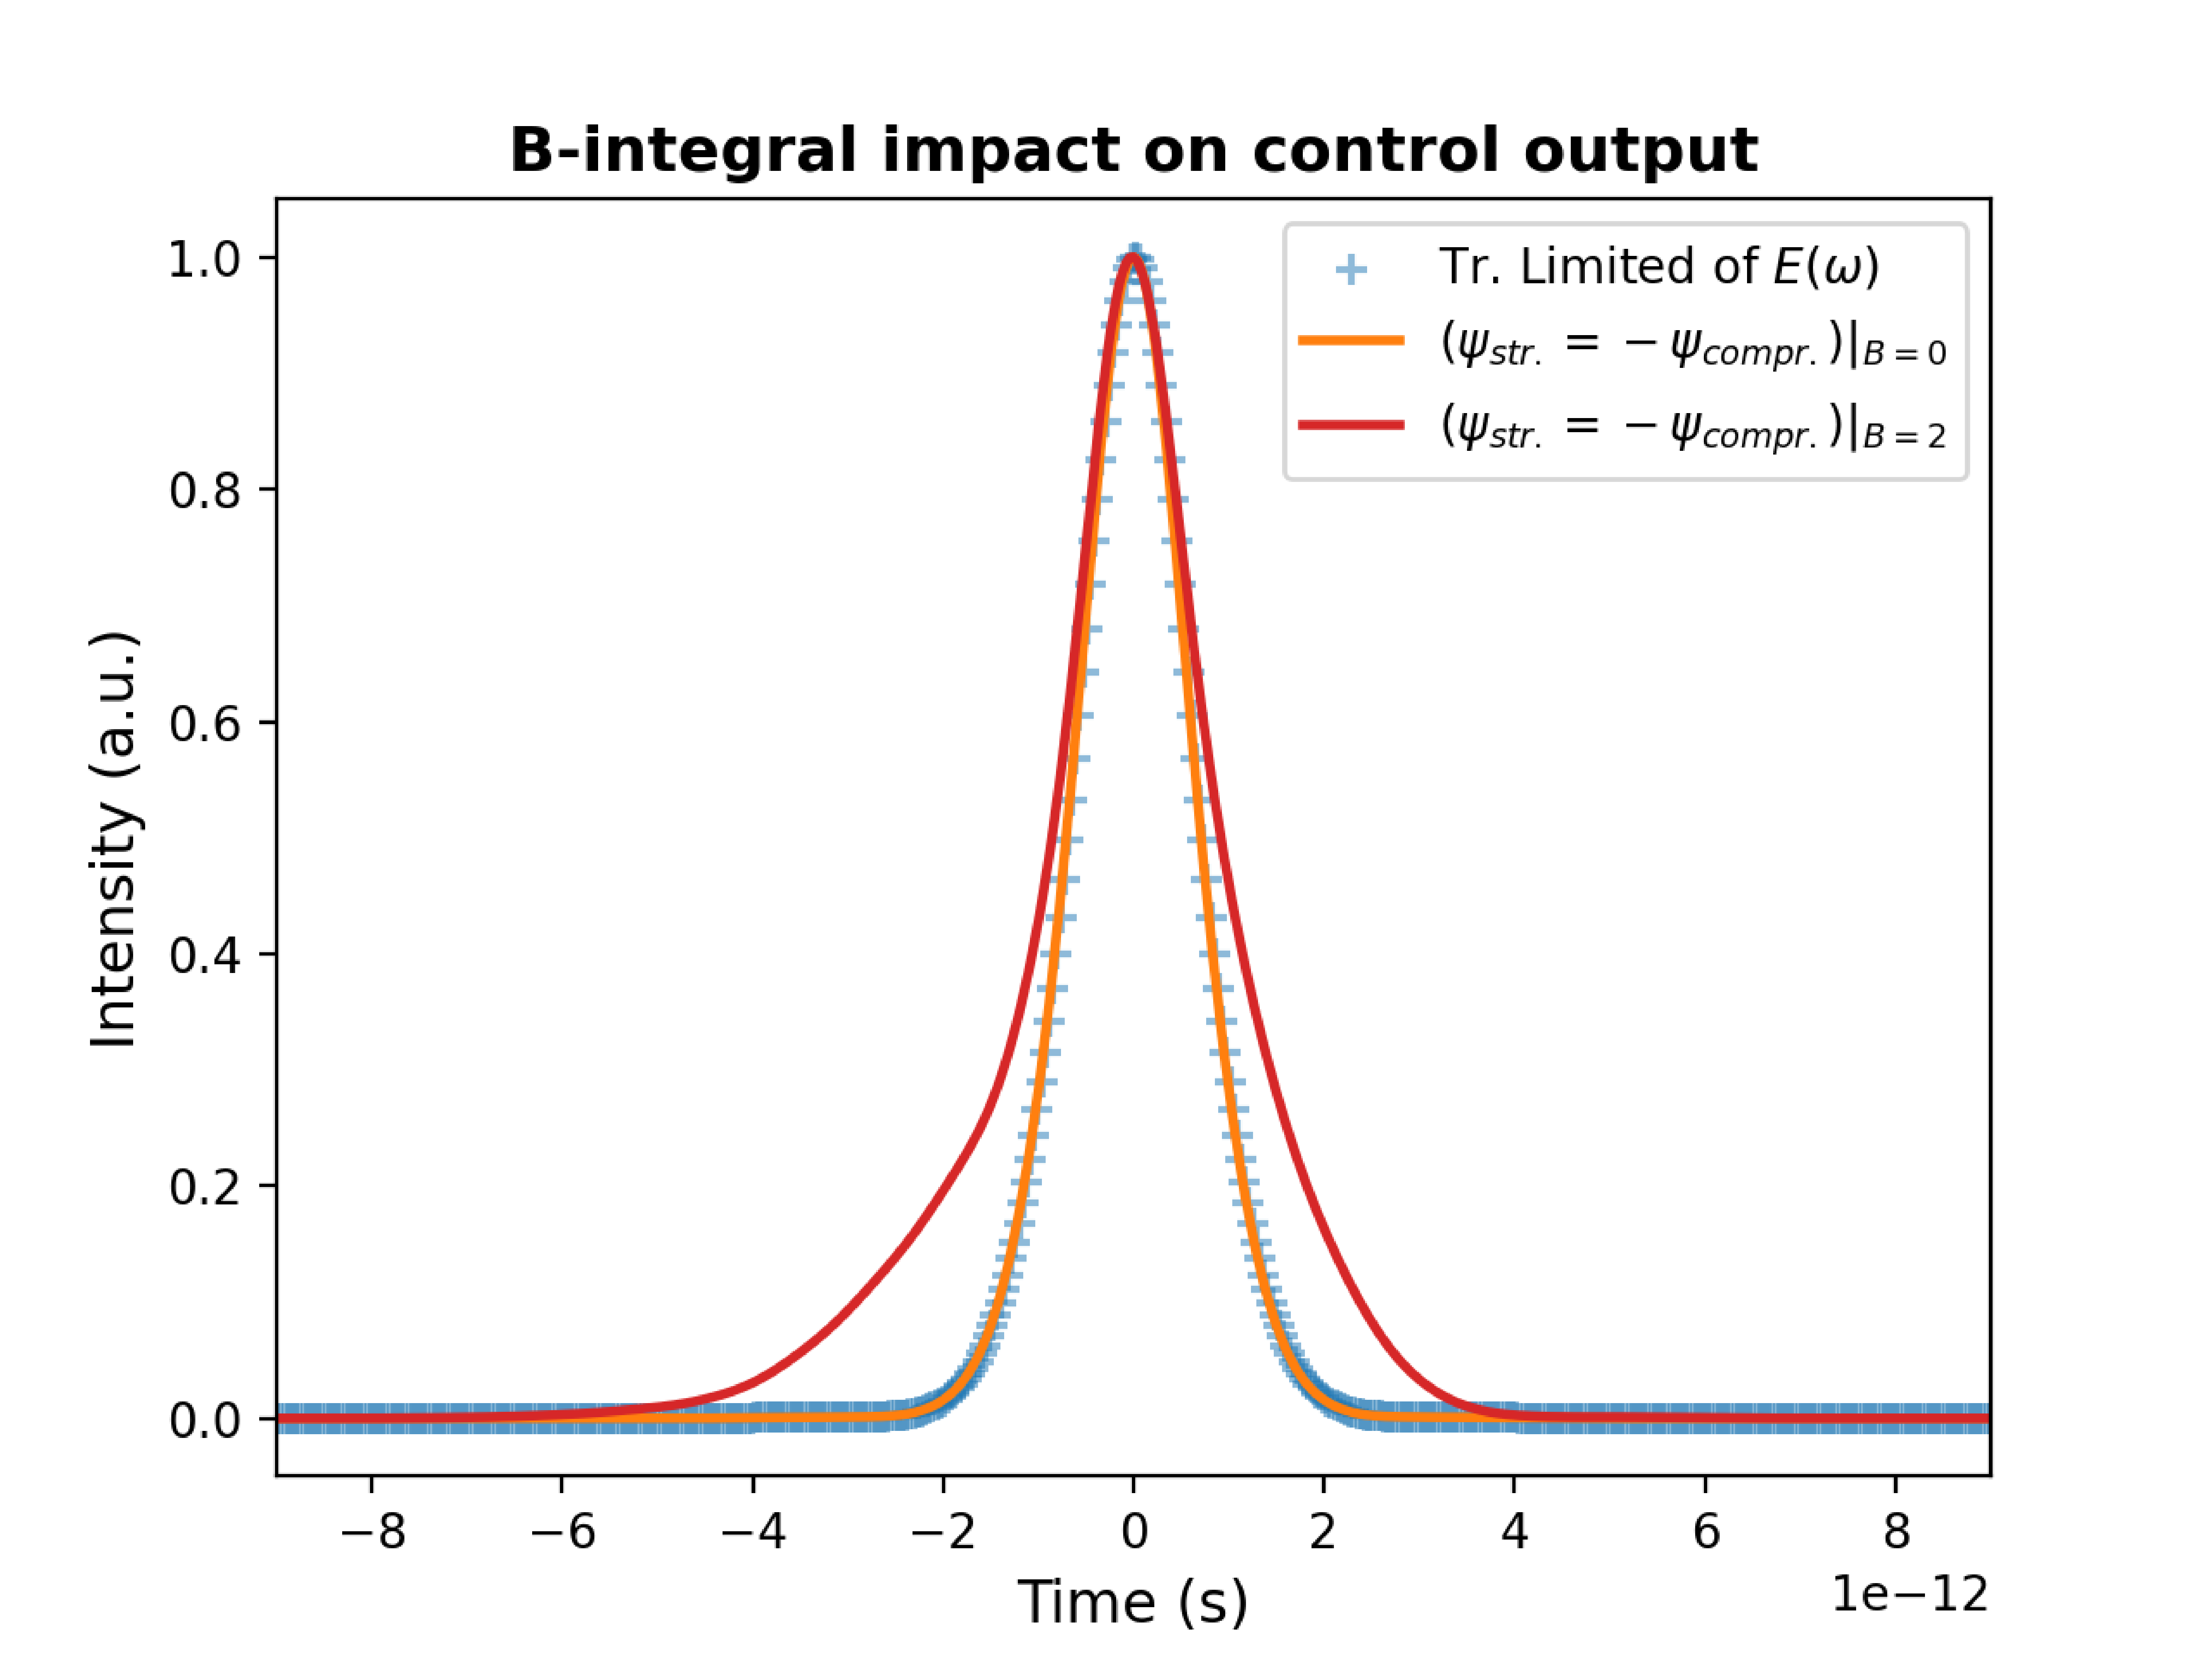 B-integral impact on control output
Tr. Limited of E(ω)
(ψstr. = −ψcompr.)|B=0
(ψstr. = −ψcompr.)|B=2
Intensity (a.u.)
1.0
0.8
0.6
0.4
0.2
0.0
−8 −6 −4 −2 0 2 4 6 8
1e−12
Time (s)